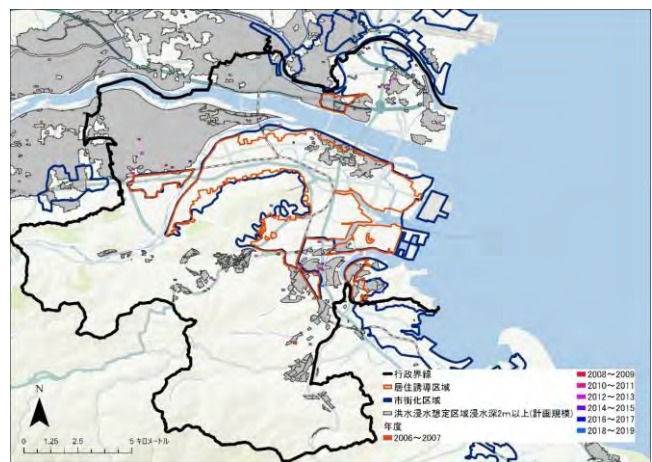 N
0 1.25 2.5 5 キロメートル
行政界線
居住誘導区域
市街化区域
洪水浸水想定区域浸水深2m以上(計画規模)
年度
2006～2007
2008～2009
2010～2011
2012～2013
2014～2015
2016～2017
2018～2019